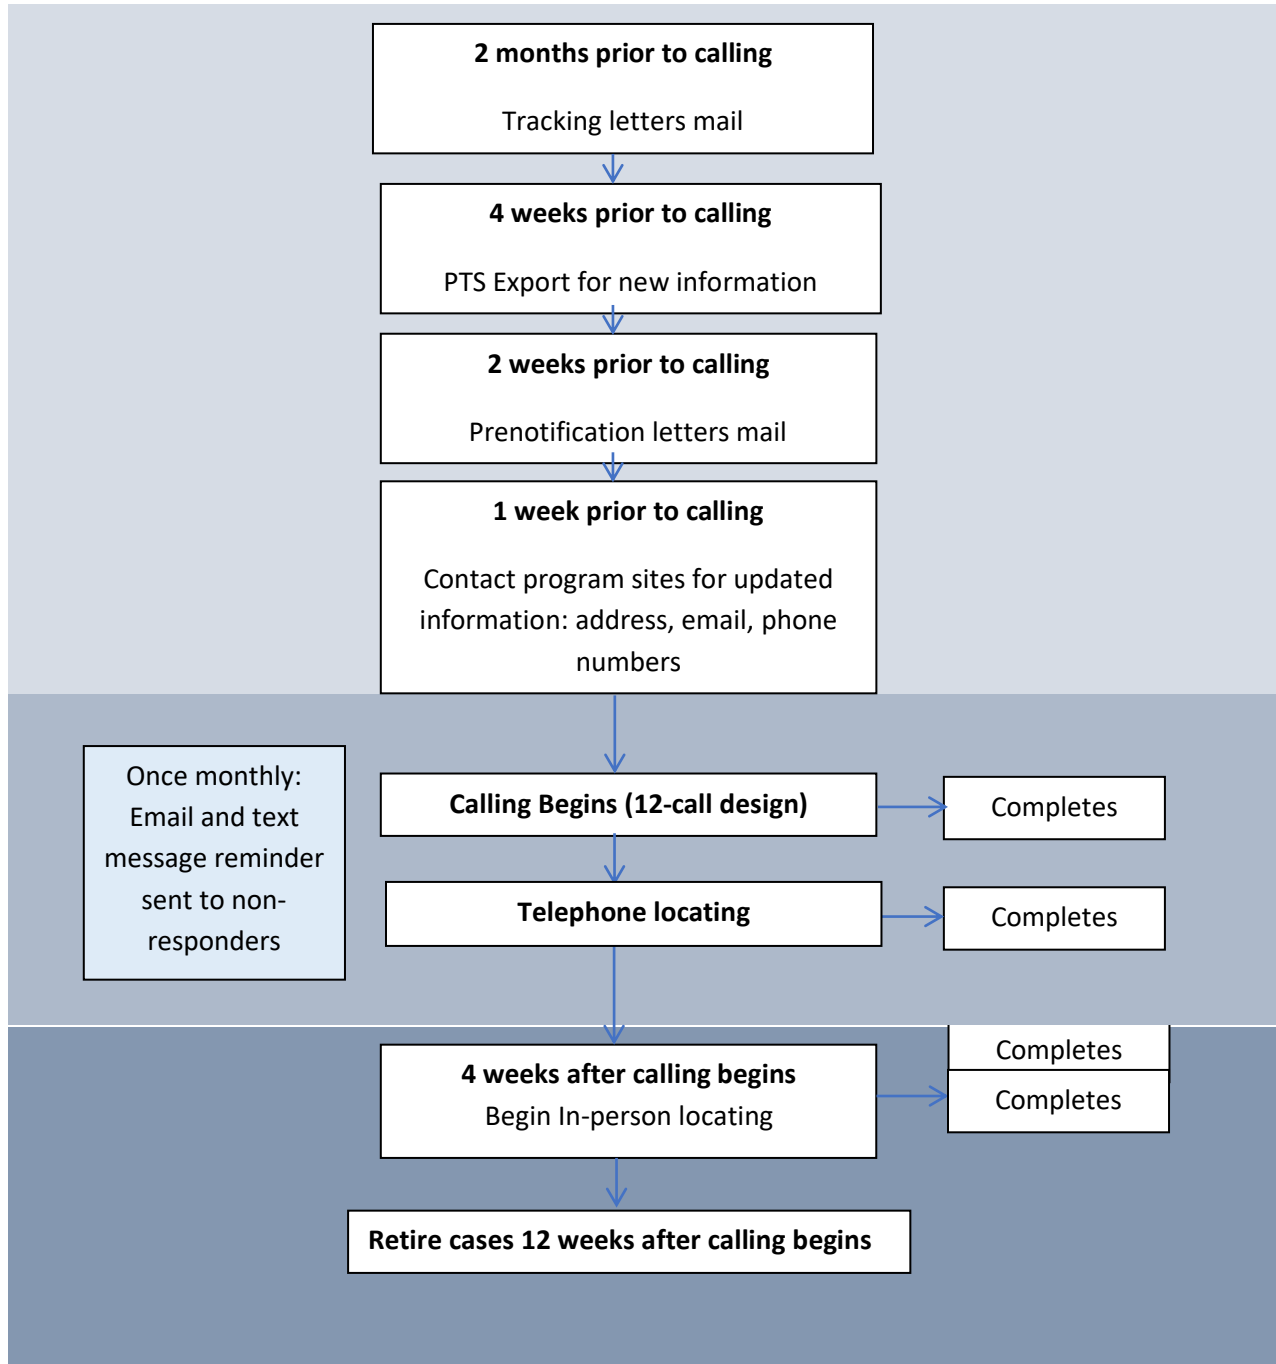 2 months prior to calling
Tracking letters mail
4 weeks prior to calling
PTS Export for new information
2 weeks prior to calling
Prenotification letters mail
1 week prior to calling
Contact program sites for updated
information: address, email, phone
numbers
Once monthly:
Email and text
message reminder
sent to non-
responders
Calling Begins (12-call design)
Completes
Telephone locating
Completes
4 weeks after calling begins
Begin In-person locating
Completes
Completes
Retire cases 12 weeks after calling begins